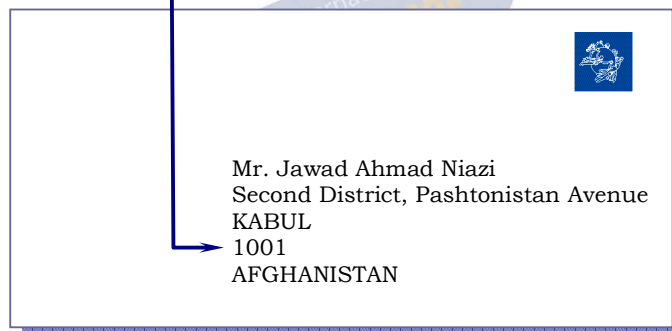 Mr. Jawad Ahmad Niazi
Second District, Pashtonistan Avenue
KABUL
1001
AFGHANISTAN